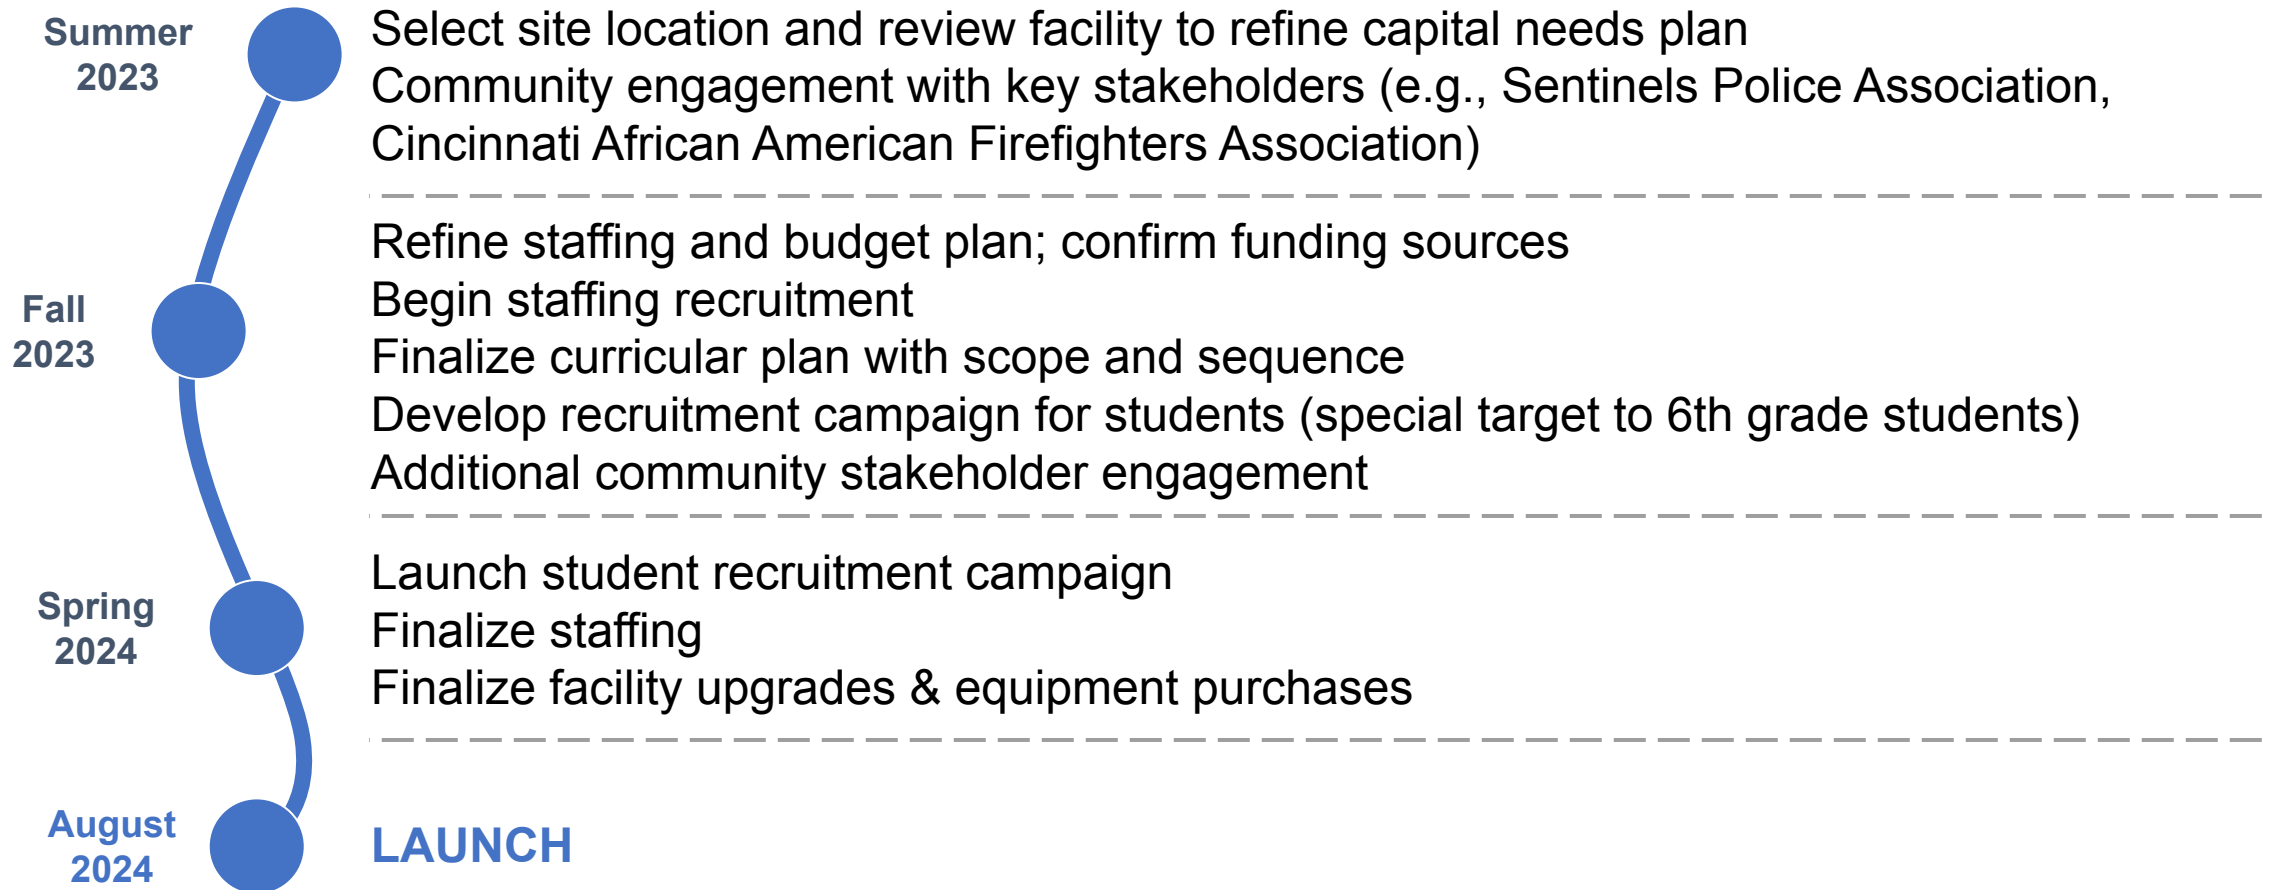 Summer
2023
Select site location and review facility to refine capital needs plan
Community engagement with key stakeholders (e.g., Sentinels Police Association,
Cincinnati African American Firefighters Association)
Fall
2023
Refine staffing and budget plan; confirm funding sources
Begin staffing recruitment
Finalize curricular plan with scope and sequence
Develop recruitment campaign for students (special target to 6th grade students)
Additional community stakeholder engagement
Spring
2024
Launch student recruitment campaign
Finalize staffing
Finalize facility upgrades & equipment purchases
August
2024
LAUNCH